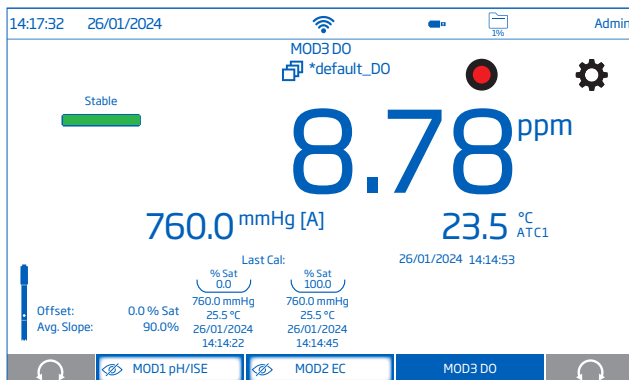 14:17:32 26/01/2024 1% Admin
MOD3 DO
*default_DO
Stable
8.78 ppm
760.0 mmHg [A] 23.5 °C ATC1
Last Cal: 26/01/2024 14:14:53
% Sat % Sat
0.0 100.0
760.0 mmHg 760.0 mmHg
Offset: 0.0 % Sat 25.5 °C 25.5 °C
Avg. Slope: 90.0% 26/01/2024 26/01/2024
14:14:22 14:14:45
MOD1 pH/ISE MOD2 EC MOD3 DO